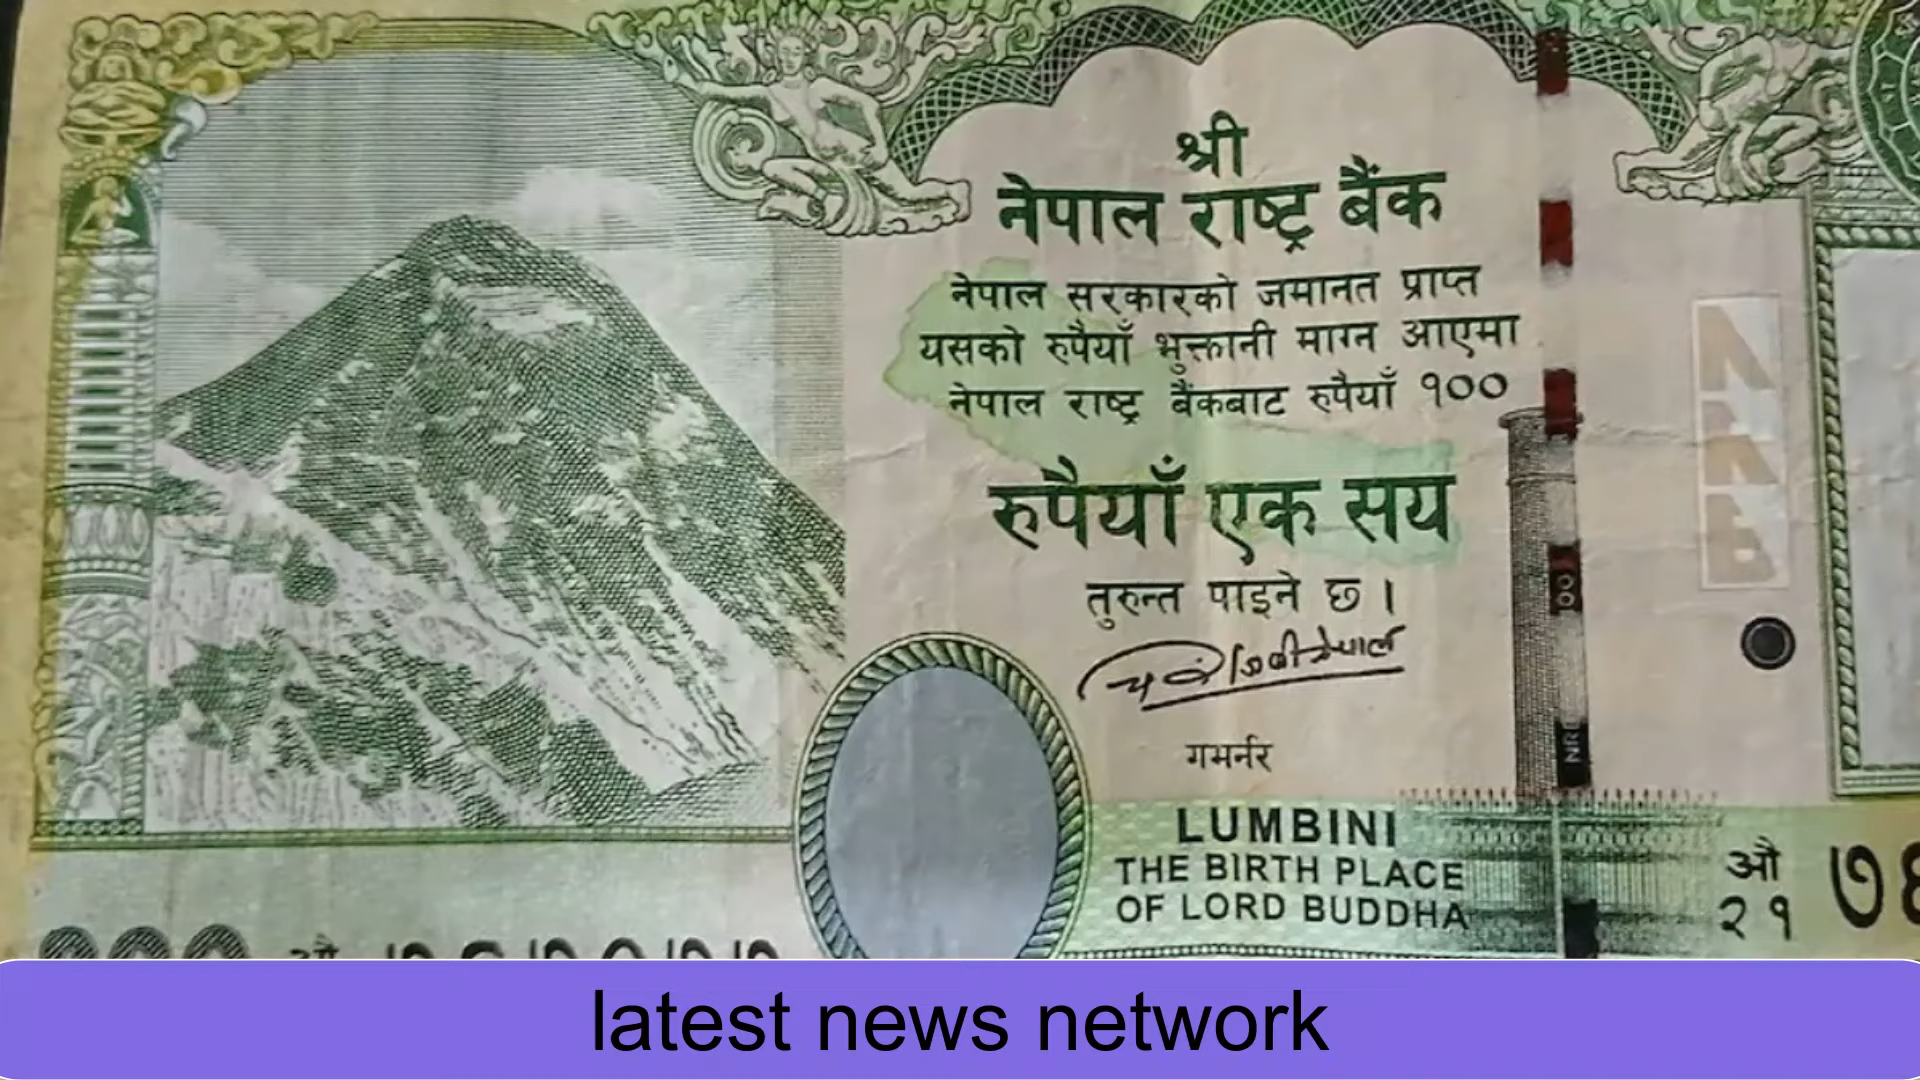 श्री
नेपाल राष्ट्र बैंक
नेपाल सरकारको जमानत प्राप्त
यसको रुपैयाँ भुक्तानी माग्न आएमा
नेपाल राष्ट्र बैंकबाट रुपैयाँ १००
रुपैयाँ एक सय
तुरुन्त पाइने छ ।
गभर्नर
NRB
LUMBINI
THE BIRTH PLACE
OF LORD BUDDHA
औ
२१
latest news network